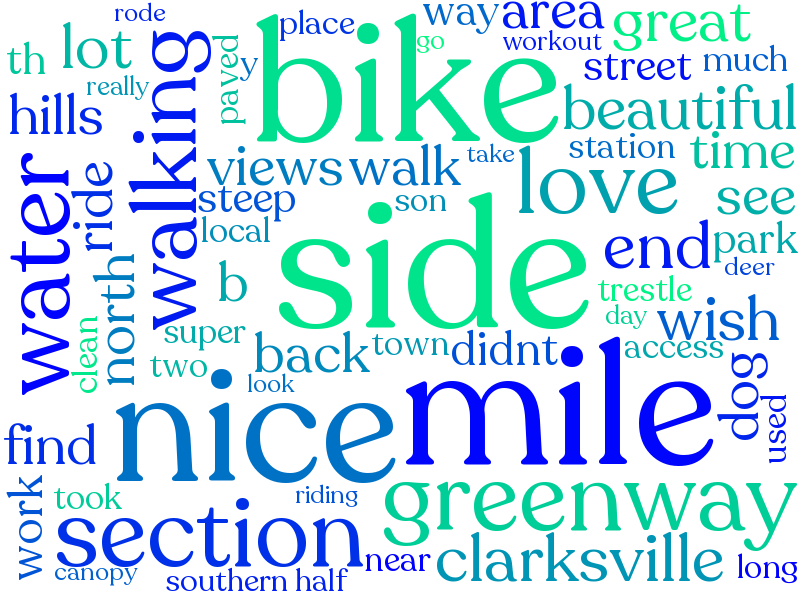 rode
place
way
area
great
th
lot
really
y
go
workout
street
much
hills
walking
paved
bike
beautiful
water
ride
views
walk
take
station
time
steep
son
love
see
local
b
side
end
park
deer
north
clean
super
two
back
town
didnt
trestle
day
wish
access
look
nice
mile
dog
used
find
work
took
section
riding
greenway
canopy
southern half
near
clarksville
long